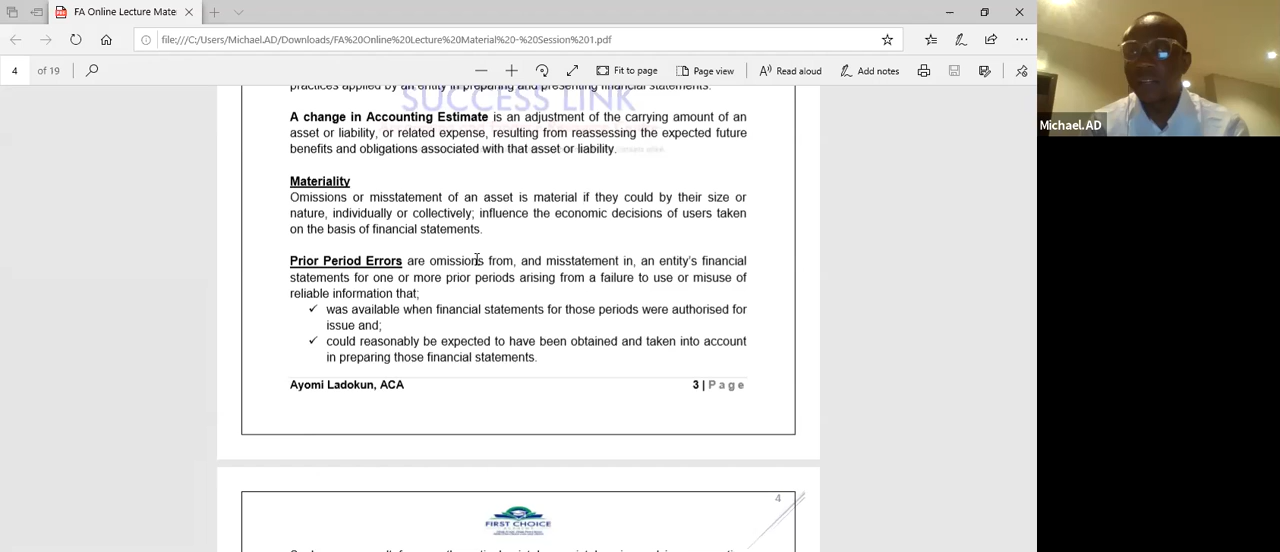 FA Online Lecture Mate
file:///C:/Users/Michael.AD/Downloads/FA%20Online%20Lecture%20Material%20-%20Session%201.pdf
4 of 19
Fit to page
Page view
Read aloud
Add notes
Michael.AD
practices applied by an entity in preparing and presenting financial statements.
SUCCESS LINK
A change in Accounting Estimate is an adjustment of the carrying amount of an
asset or liability, or related expense, resulting from reassessing the expected future
benefits and obligations associated with that asset or liability.
Materiality
Omissions or misstatement of an asset is material if they could by their size or
nature, individually or collectively; influence the economic decisions of users taken
on the basis of financial statements.
Prior Period Errors are omissions from, and misstatement in, an entity's financial
statements for one or more prior periods arising from a failure to use or misuse of
reliable information that;
✓ was available when financial statements for those periods were authorised for
issue and;
✓ could reasonably be expected to have been obtained and taken into account
in preparing those financial statements.
Ayomi Ladokun, ACA
3 | Page
4
FIRST CHOICE